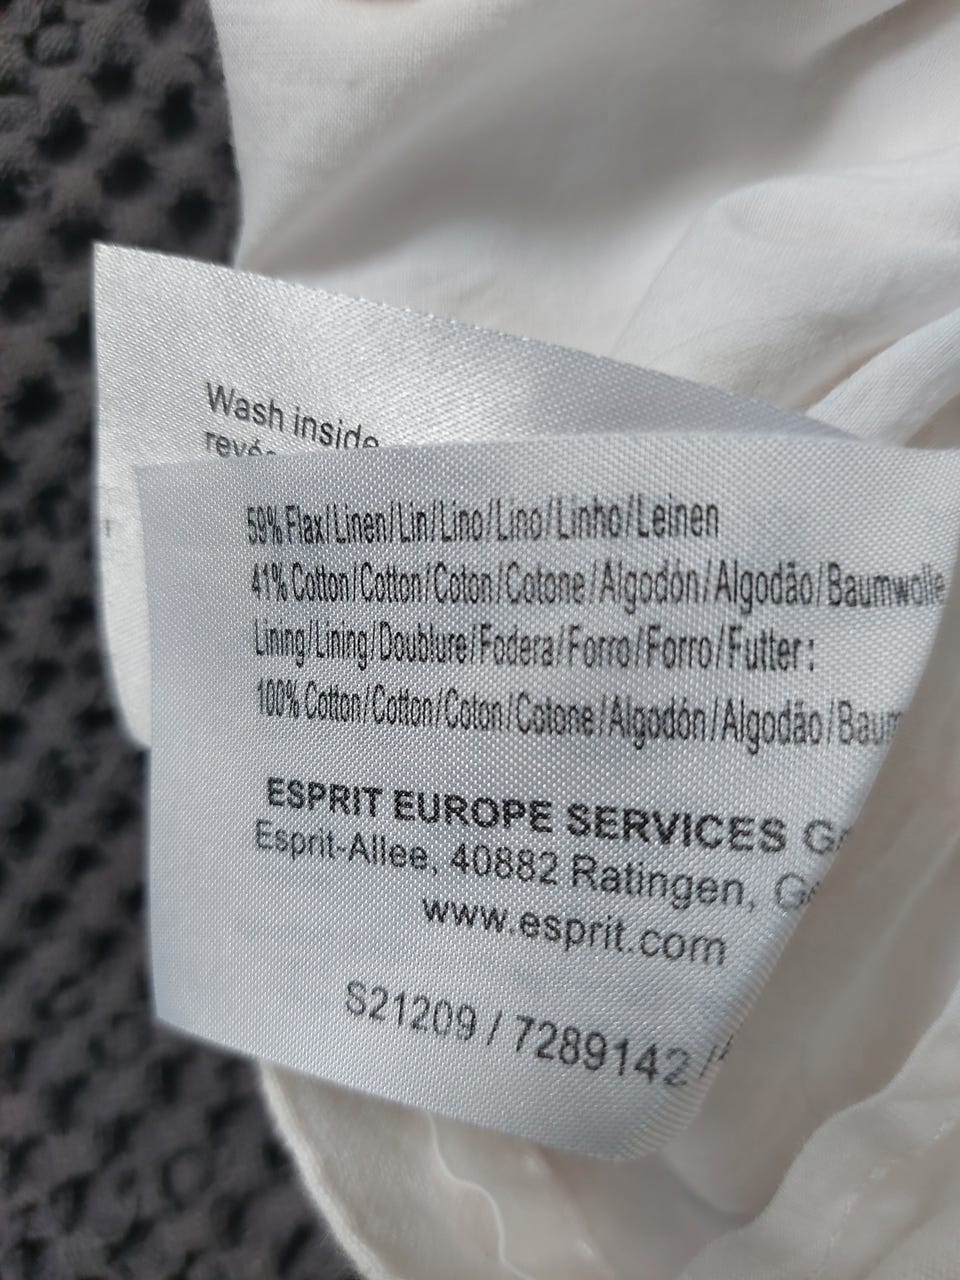 Wash inside
59% Flax/Linen/Lin/Lino/Lino/Linho/Leinen
41% Cotton/Cotton/Coton/Cotone/Algodón/Algodão/Baumwolle
Lining/Lining/Doublure/Fodera/Forro/Forro/Futter:
100% Cotton/Cotton/Coton/Cotone/Algodón/Algodão/Baum
ESPRIT EUROPE SERVICES
Esprit-Allee, 40882 Ratingen,
www.esprit.com
S21209 / 7289142 /